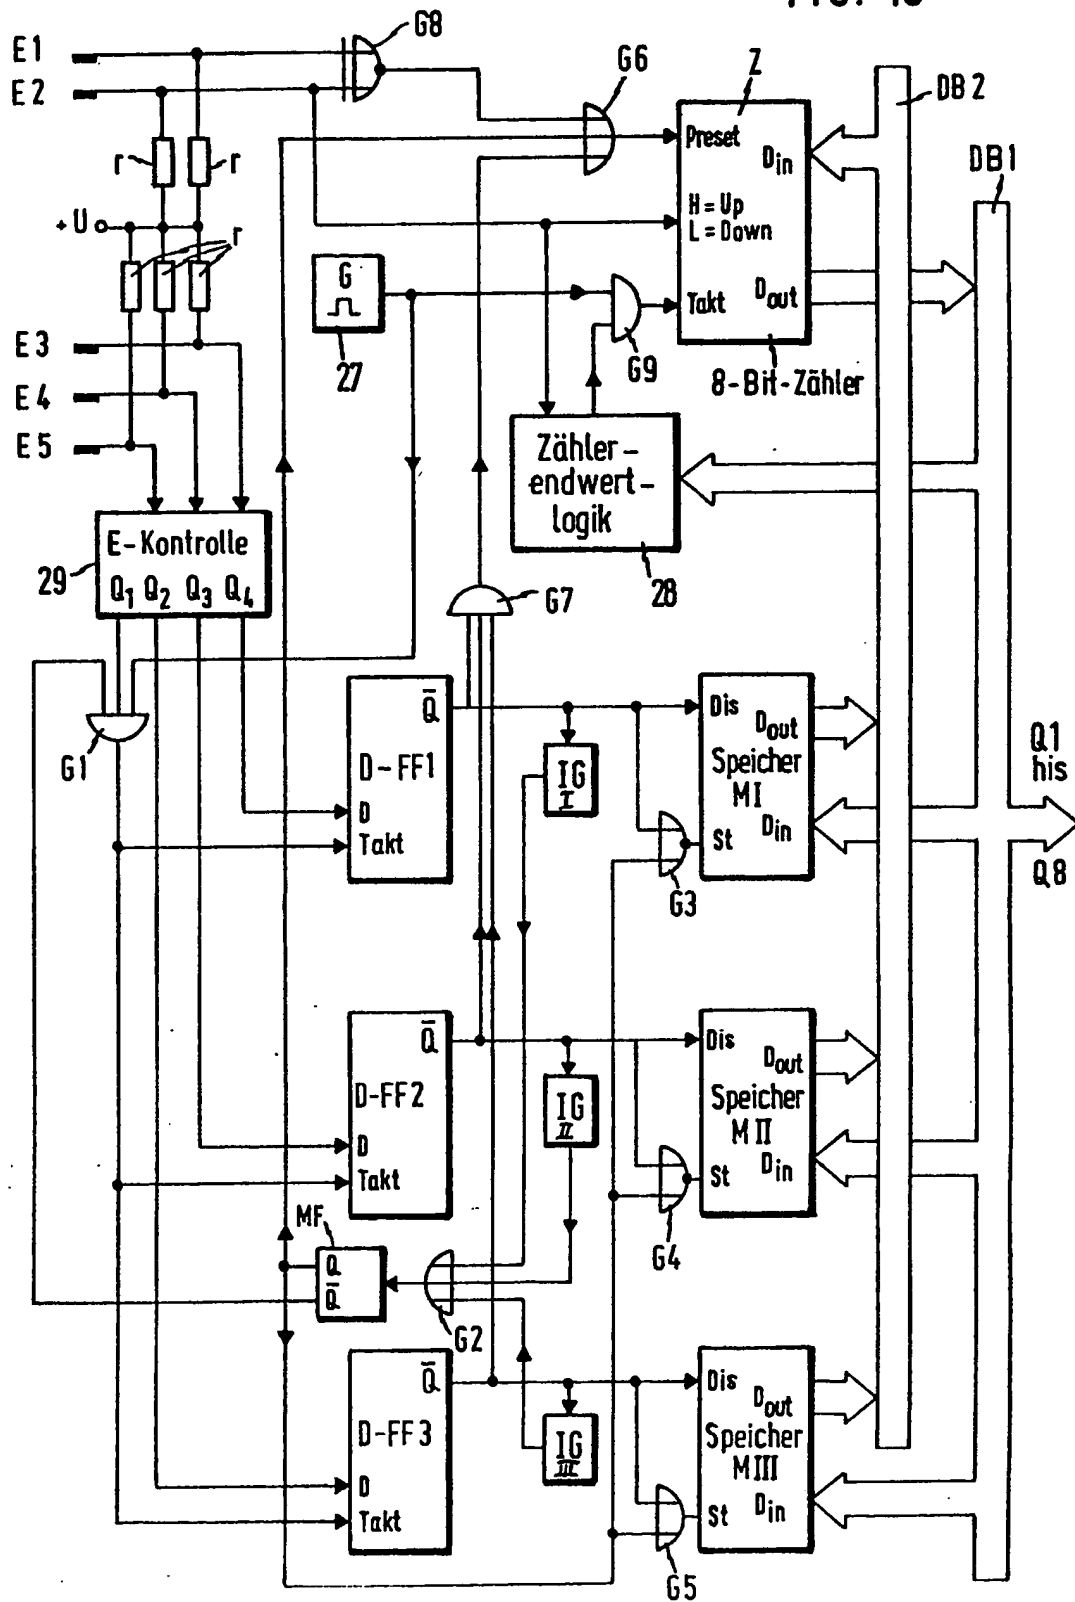 G8
E1
E2
G6
Z
DB2
DB1
r
r
Preset
Din
+U
r
H=Up
L=Down
G
Dout
Takt
27
G9
8-Bit-Zähler
E3
E4
E5
Zähler-
endwert-
logik
28
E-Kontrolle
29
Q1 Q2 Q3 Q4
G7
G1
Q̅
D-FF1
D
Takt
IG
I
Dis
Dout
Speicher
MI
Din
St
G3
Q1
his
Q8
Q̅
D-FF2
D
Takt
IG
II
Dis
Dout
Speicher
MII
Din
St
G4
MF
Q
Q̅
G2
Q̅
D-FF3
D
Takt
IG
III
Dis
Dout
Speicher
MIII
Din
St
G5